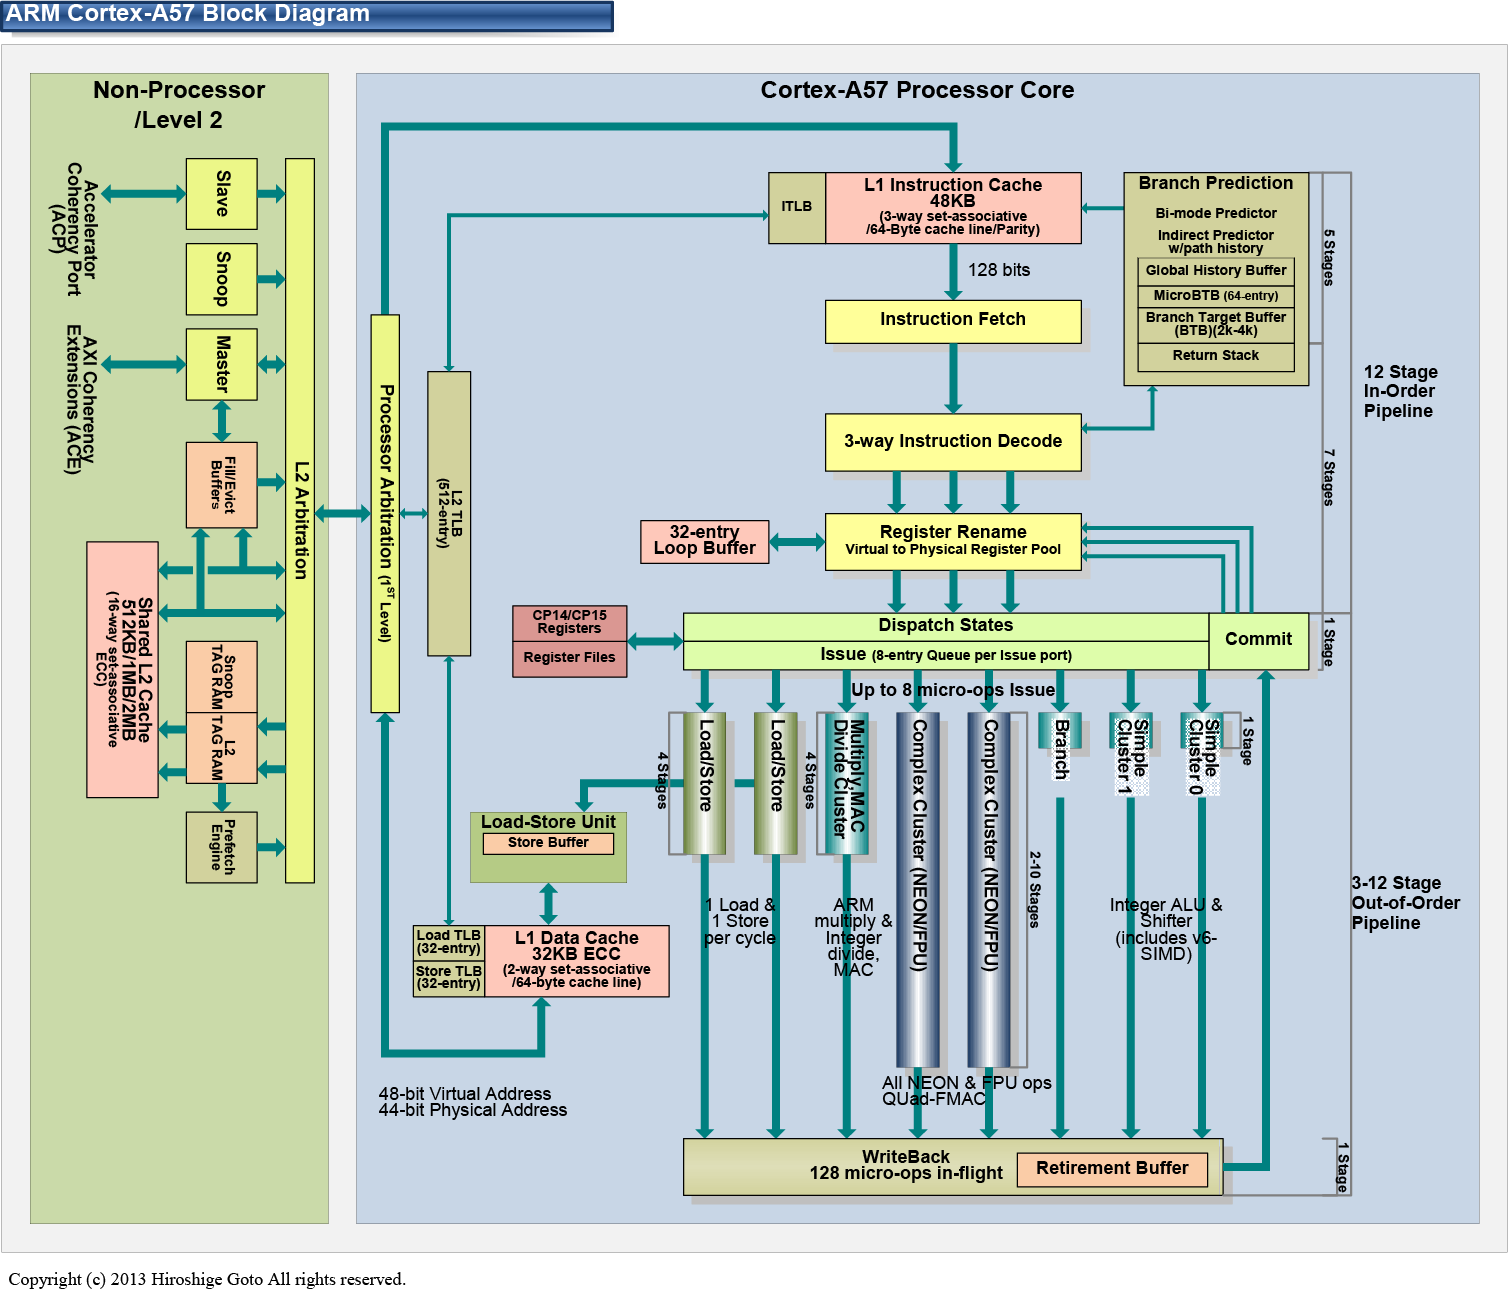 ARM Cortex-A57 Block Diagram
Non-Processor
/Level 2
Accelerator
Coherency Port
(ACP)
AXI Coherency
Extensions (ACE)
Slave
Snoop
Master
Fill/Evict
Buffers
Shared L2 Cache
512KB/1MB/2MB
(16-way set-associative
ECC)
Snoop
TAG RAM
L2
TAG RAM
Prefetch
Engine
L2 Arbitration
Cortex-A57 Processor Core
Processor Arbitration (1ST Level)
L2 TLB
(512-entry)
ITLB
L1 Instruction Cache
48KB
(3-way set-associative
/64-Byte cache line/Parity)
128 bits
Instruction Fetch
Branch Prediction
Bi-mode Predictor
Indirect Predictor
w/path history
Global History Buffer
MicroBTB (64-entry)
Branch Target Buffer
(BTB)(2k-4k)
Return Stack
5 Stages
7 Stages
12 Stage
In-Order
Pipeline
3-way Instruction Decode
32-entry
Loop Buffer
Register Rename
Virtual to Physical Register Pool
CP14/CP15
Registers
Register Files
Dispatch States
Issue (8-entry Queue per Issue port)
Commit
1 Stage
Up to 8 micro-ops Issue
4 Stages
Load/Store
Load/Store
4 Stages
Multiply,MAC
Divide Cluster
Complex Cluster (NEON/FPU)
Complex Cluster (NEON/FPU)
2-10 Stages
Branch
Simple
Cluster 1
Simple
Cluster 0
1 Stage
Load-Store Unit
Store Buffer
Load TLB
(32-entry)
Store TLB
(32-entry)
L1 Data Cache
32KB ECC
(2-way set-associative
/64-byte cache line)
1 Load &
1 Store
per cycle
ARM
multiply &
Integer
divide,
MAC
Integer ALU &
Shifter
(includes v6-
SIMD)
3-12 Stage
Out-of-Order
Pipeline
All NEON & FPU ops
QUad-FMAC
48-bit Virtual Address
44-bit Physical Address
WriteBack
128 micro-ops in-flight
Retirement Buffer
1 Stage
Copyright (c) 2013 Hiroshige Goto All rights reserved.